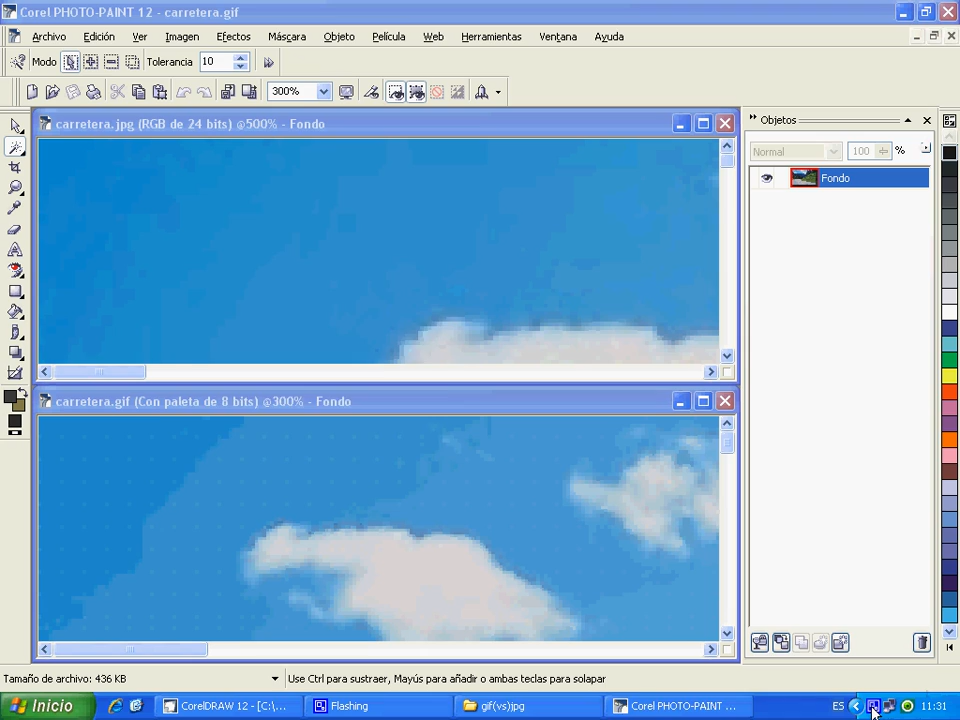 Corel PHOTO-PAINT 12 - carretera.gif
Archivo Edición Ver Imagen Efectos Máscara Objeto Película Web Herramientas Ventana Ayuda
Modo Tolerancia 10
300%
carretera.jpg (RGB de 24 bits) @500% - Fondo
Objetos
Normal 100 %
Fondo
carretera.gif (Con paleta de 8 bits) @300% - Fondo
Tamaño de archivo: 436 KB Use Ctrl para sustraer, Mayús para añadir o ambas teclas para solapar
Inicio CorelDRAW 12 - [C:\... Flashing gif(vs)jpg Corel PHOTO-PAINT ... ES 11:31